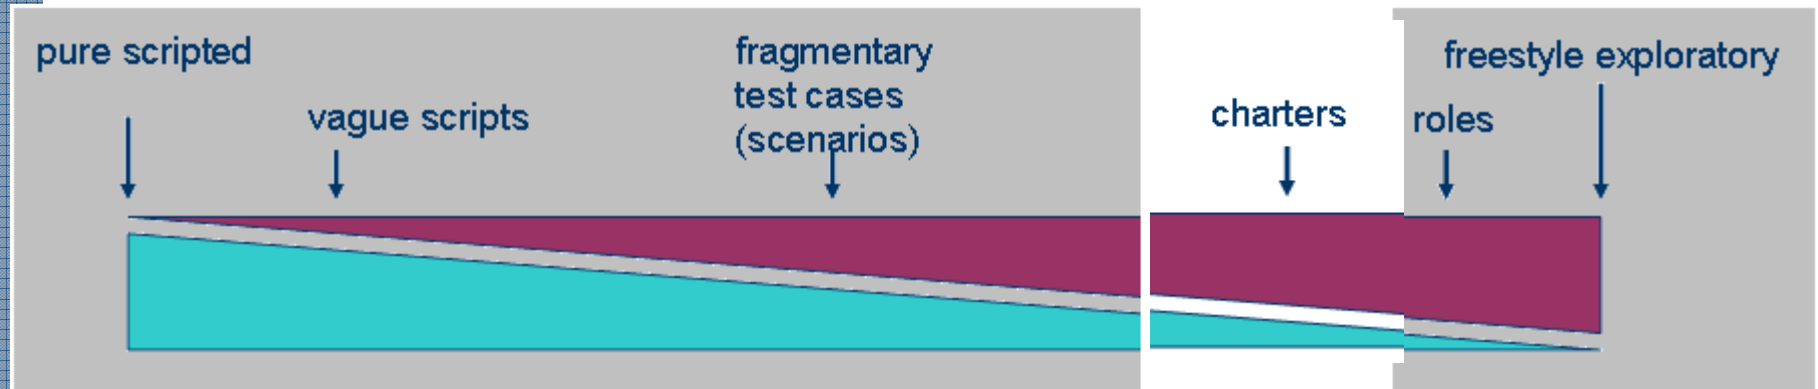 pure scripted
vague scripts
fragmentary
test cases
(scenarios)
charters
roles
freestyle exploratory